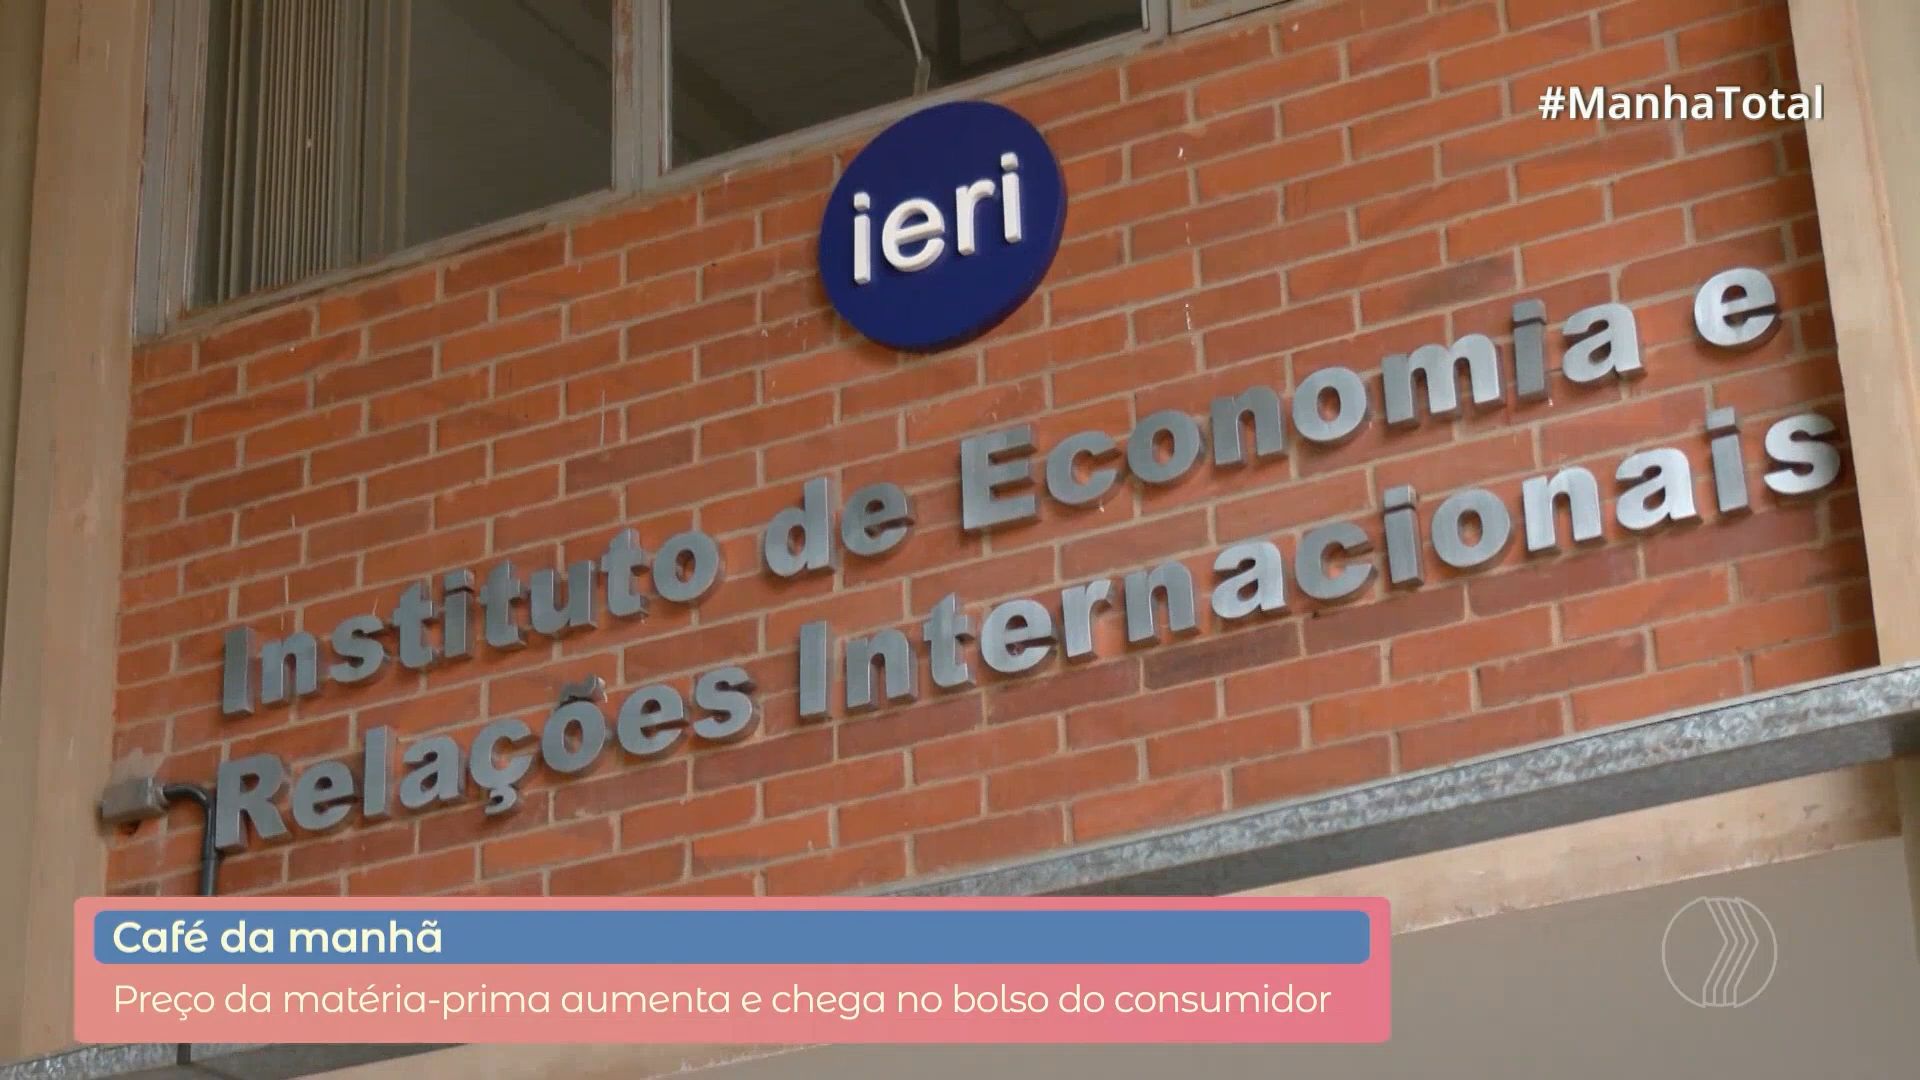 #ManhaTotal
ieri
Instituto de Economia e
Relações Internacionais
Café da manhã
Preço da matéria-prima aumenta e chega no bolso do consumidor